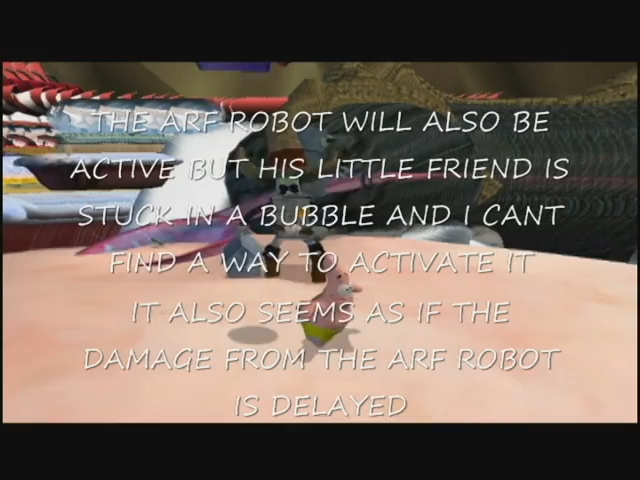 THE ARF ROBOT WILL ALSO BE
ACTIVE BUT HIS LITTLE FRIEND IS
STUCK IN A BUBBLE AND I CANT
FIND A WAY TO ACTIVATE IT
IT ALSO SEEMS AS IF THE
DAMAGE FROM THE ARF ROBOT
IS DELAYED